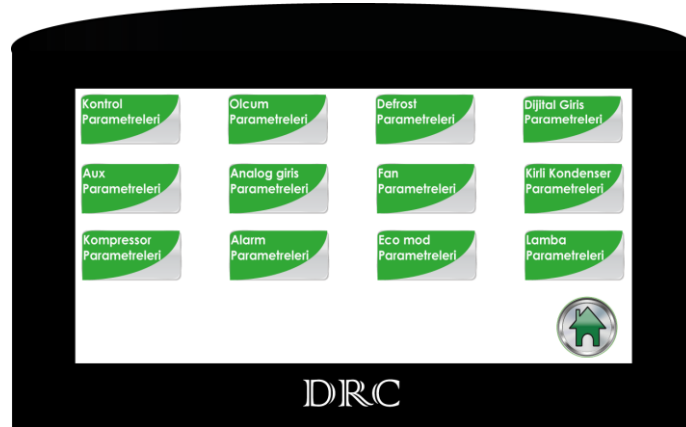 Kontrol
Parametreleri
Olcum
Parametreleri
Defrost
Parametreleri
Dijital Giris
Parametreleri
Aux
Parametreleri
Analog giris
Parametreleri
Fan
Parametreleri
Kirli Kondenser
Parametreleri
Kompressor
Parametreleri
Alarm
Parametreleri
Eco mod
Parametreleri
Lamba
Parametreleri
DRC